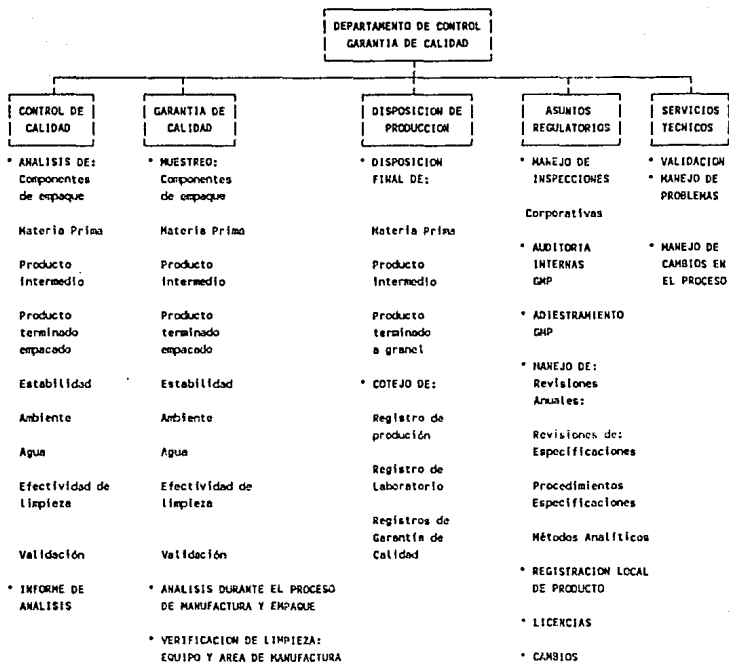 DEPARTAMENTO DE CONTROL
GARANTIA DE CALIDAD
CONTROL DE
CALIDAD
* ANALISIS DE:
Componentes
de empaque
Materia Prima
Producto
intermedio
Producto
terminado
empacado
Estabilidad
Ambiente
Agua
Efectividad de
limpieza
Validación
* INFORME DE
ANALISIS
GARANTIA DE
CALIDAD
* MUESTREO:
Componentes
de empaque
Materia Prima
Producto
intermedio
Producto
terminado
empacado
Estabilidad
Ambiente
Agua
Efectividad de
limpieza
Validación
* ANALISIS DURANTE EL PROCESO
DE MANUFACTURA Y EMPAQUE
* VERIFICACION DE LIMPIEZA:
EQUIPO Y AREA DE MANUFACTURA
DISPOSICION DE
PRODUCCION
* DISPOSICION
FINAL DE:
Materia Prima
Producto
intermedio
Producto
terminado
a granel
* COTEJO DE:
Registro de
produción
Registro de
Laboratorio
Registros de
Garantía de
Calidad
ASUNTOS
REGULATORIOS
* MANEJO DE
INSPECCIONES
Corporativas
* AUDITORIA
INTERNAS
GMP
* ADIESTRAMIENTO
GMP
* MANEJO DE:
Revisiones
Anuales:
Revisiones de:
Especificaciones
Procedimientos
Especificaciones
Métodos Analíticos
* REGISTRACION LOCAL
DE PRODUCTO
* LICENCIAS
* CAMBIOS
SERVICIOS
TECNICOS
* VALIDACION
* MANEJO DE
PROBLEMAS
* MANEJO DE
CAMBIOS EN
EL PROCESO